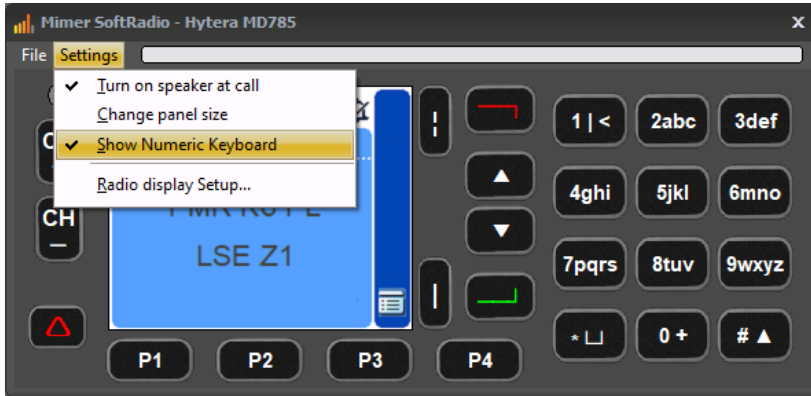 Mimer SoftRadio - Hytera MD785 x
File Settings
Turn on speaker at call
Change panel size
Show Numeric Keyboard
Radio display Setup...
CH
LSE Z1
P1 P2 P3 P4
1 | < 2abc 3def
4ghi 5jkl 6mno
7pqrs 8tuv 9wxyz
* ⌴ 0 + # ▲